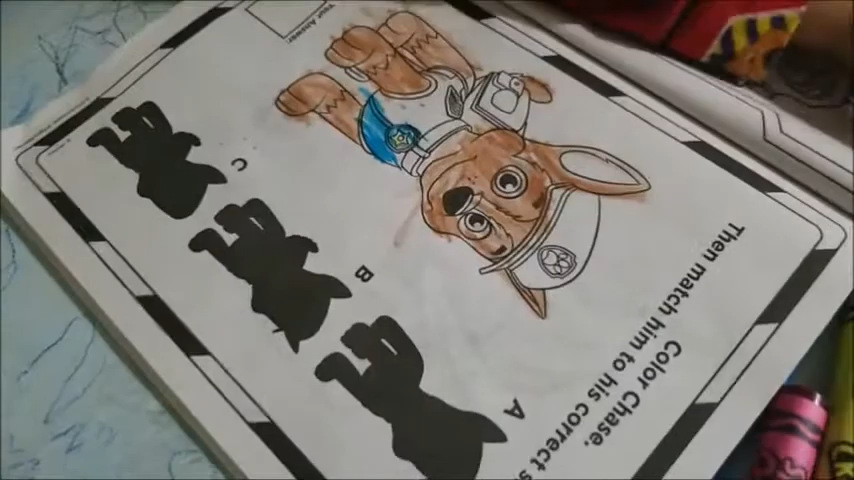 Color Chase.
Then match him to his correct s
A
B
C
Your Answer